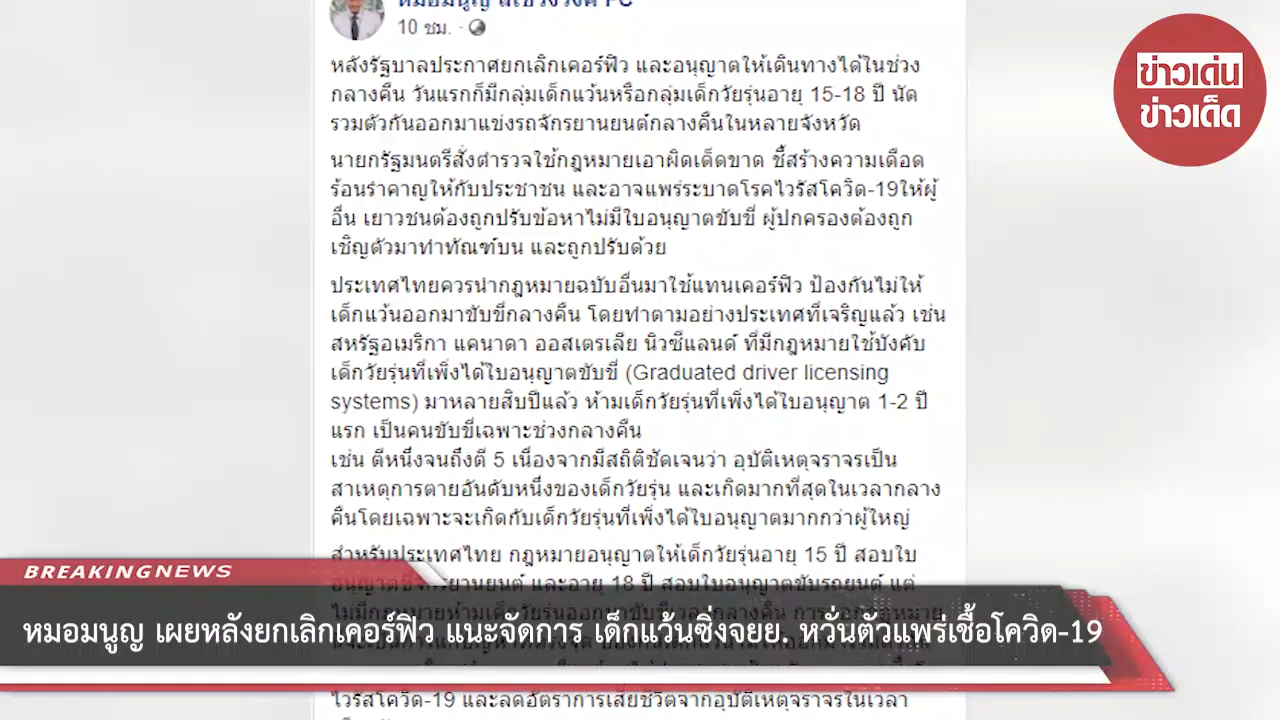 10 ชม.
ข่าวเด่น
ข่าวเด็ด
หลังรัฐบาลประกาศยกเลิกเคอร์ฟิว และอนุญาตให้เดินทางได้ในช่วง
กลางคืน วันแรกก็มีกลุ่มเด็กแว้นหรือกลุ่มเด็กวัยรุ่นอายุ 15-18 ปี นัด
รวมตัวกันออกมาแข่งรถจักรยานยนต์กลางคืนในหลายจังหวัด
นายกรัฐมนตรีสั่งตำรวจใช้กฎหมายเอาผิดเด็ดขาด ชี้สร้างความเดือด
ร้อนรำคาญให้กับประชาชน และอาจแพร่ระบาดโรคไวรัสโควิด-19ให้ผู้
อื่น เยาวชนต้องถูกปรับข้อหาไม่มีใบอนุญาตขับขี่ ผู้ปกครองต้องถูก
เชิญตัวมาทำทัณฑ์บน และถูกปรับด้วย
ประเทศไทยควรนำกฎหมายฉบับอื่นมาใช้แทนเคอร์ฟิว ป้องกันไม่ให้
เด็กแว้นออกมาขับขี่กลางคืน โดยทำตามอย่างประเทศที่เจริญแล้ว เช่น
สหรัฐอเมริกา แคนาดา ออสเตรเลีย นิวซีแลนด์ ที่มีกฎหมายใช้บังคับ
เด็กวัยรุ่นที่เพิ่งได้ใบอนุญาตขับขี่ (Graduated driver licensing
systems) มาหลายสิบปีแล้ว ห้ามเด็กวัยรุ่นที่เพิ่งได้ใบอนุญาต 1-2 ปี
แรก เป็นคนขับขี่เฉพาะช่วงกลางคืน
เช่น ตีหนึ่งจนถึงตี 5 เนื่องจากมีสถิติชัดเจนว่า อุบัติเหตุจราจรเป็น
สาเหตุการตายอันดับหนึ่งของเด็กวัยรุ่น และเกิดมากที่สุดในเวลากลาง
คืนโดยเฉพาะจะเกิดกับเด็กวัยรุ่นที่เพิ่งได้ใบอนุญาตมากกว่าผู้ใหญ่
สำหรับประเทศไทย กฎหมายอนุญาตให้เด็กวัยรุ่นอายุ 15 ปี สอบใบ
อนุญาตขี่จักรยานยนต์ และอายุ 18 ปี สอบใบอนุญาตขับรถยนต์ แต่
BREAKINGNEWS
หมอมนูญ เผยหลังยกเลิกเคอร์ฟิว แนะจัดการ เด็กแว้นซิ่งจยย. หวั่นตัวแพร่เชื้อโควิด-19
ไวรัสโควิด-19 และลดอัตราการเสียชีวิตจากอุบัติเหตุจราจรในเวลา